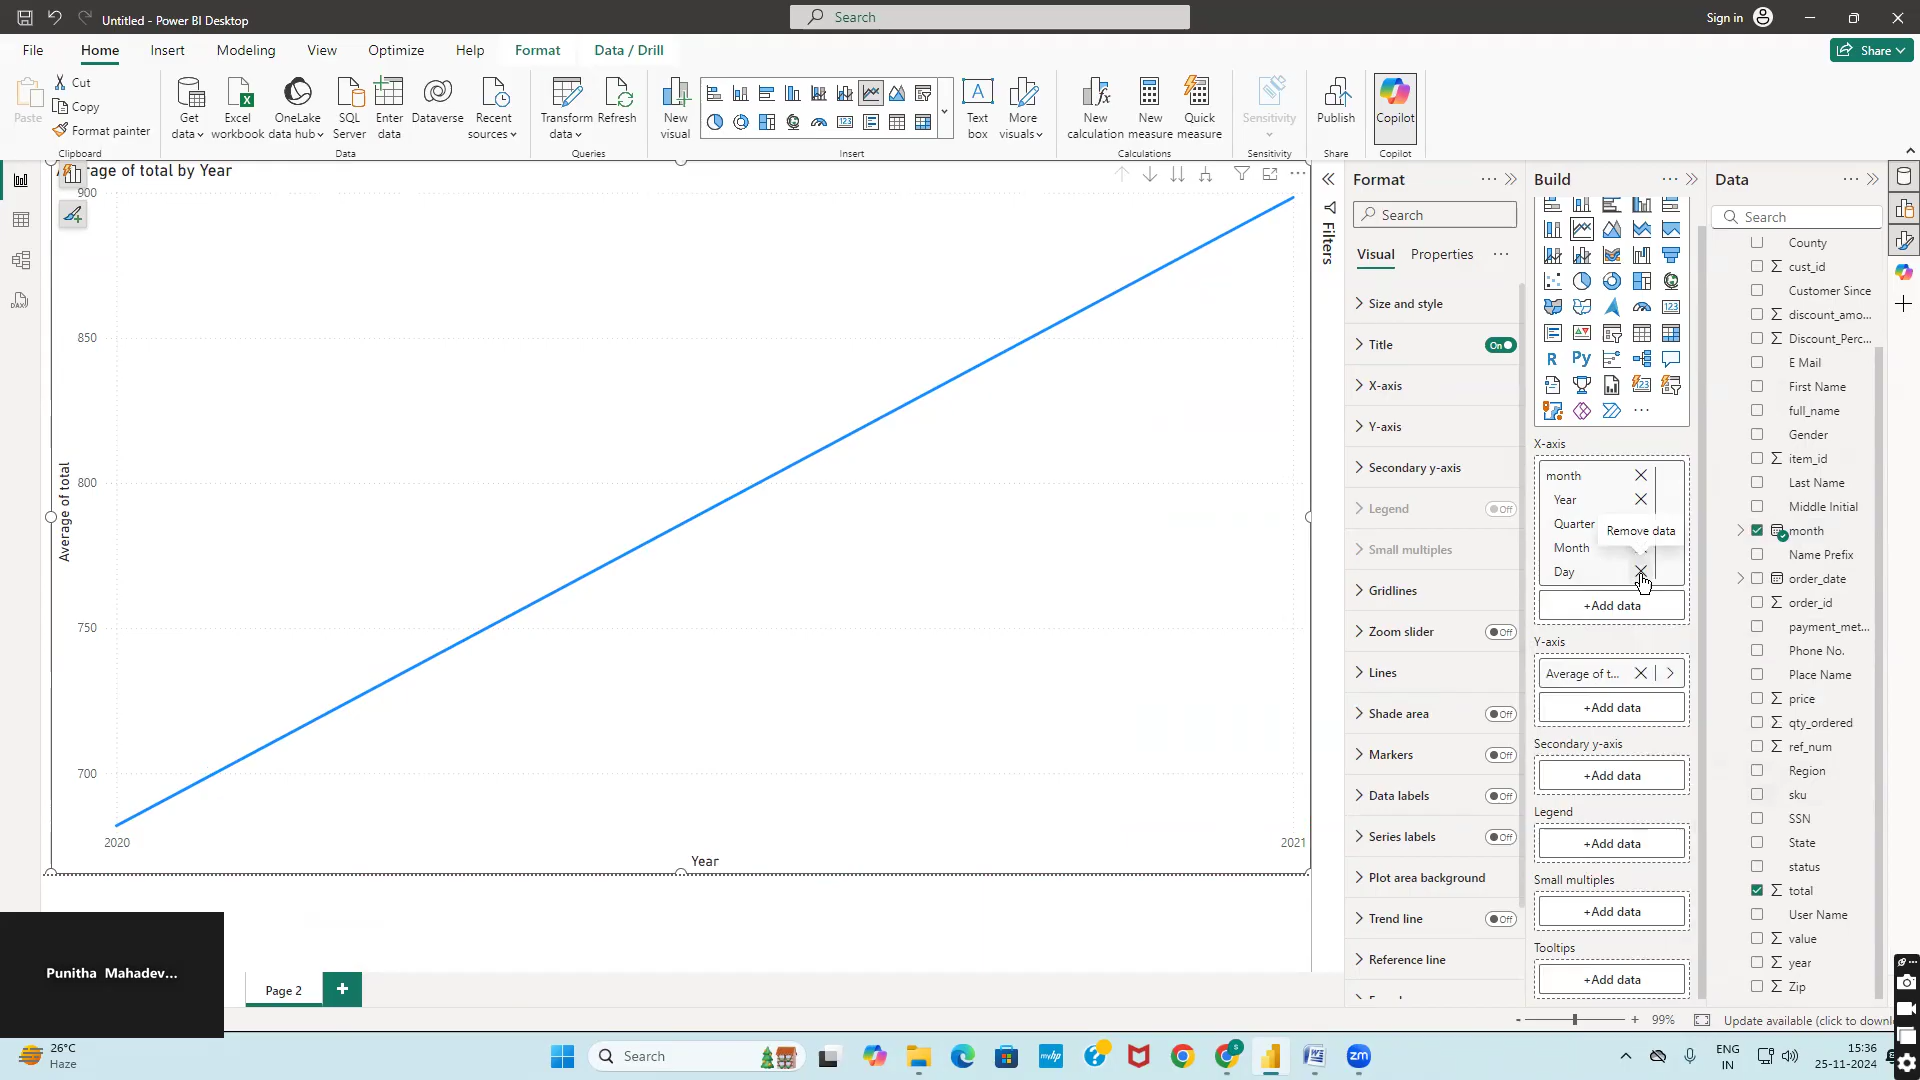 Untitled - Power BI Desktop
Search
Sign in
File
Home
Insert
Modeling
View
Optimize
Help
Format
Data / Drill
Share
Paste
Cut
Copy
Format painter
Clipboard
Get data
Excel workbook
OneLake data hub
SQL Server
Enter data
Dataverse
Recent sources
Data
Transform data
Refresh
Queries
New visual
Text box
More visuals
Insert
New calculation
New measure
Quick measure
Calculations
Sensitivity
Sensitivity
Publish
Share
Copilot
Copilot
rage of total by Year
900
850
800
750
700
Average of total
2020
2021
Year
Filters
Format
Search
Visual
Properties
Size and style
Title
On
X-axis
Y-axis
Secondary y-axis
Legend
Off
Small multiples
Gridlines
Zoom slider
Off
Lines
Shade area
Off
Markers
Off
Data labels
Off
Series labels
Off
Plot area background
Trend line
Off
Reference line
Build
R
Py
X-axis
month
Year
Quarter
Remove data
Month
Day
+Add data
Y-axis
Average of t...
+Add data
Secondary y-axis
+Add data
Legend
+Add data
Small multiples
+Add data
Tooltips
+Add data
Data
Search
County
cust_id
Customer Since
discount_amo...
Discount_Perc...
E Mail
First Name
full_name
Gender
item_id
Last Name
Middle Initial
month
Name Prefix
order_date
order_id
payment_met...
Phone No.
Place Name
price
qty_ordered
ref_num
Region
sku
SSN
State
status
total
User Name
value
year
Zip
Punitha Mahadev...
Page 2
99%
Update available (click to downl
26°C
Haze
Search
myhp
zm
ENG
IN
15:36
25-11-2024